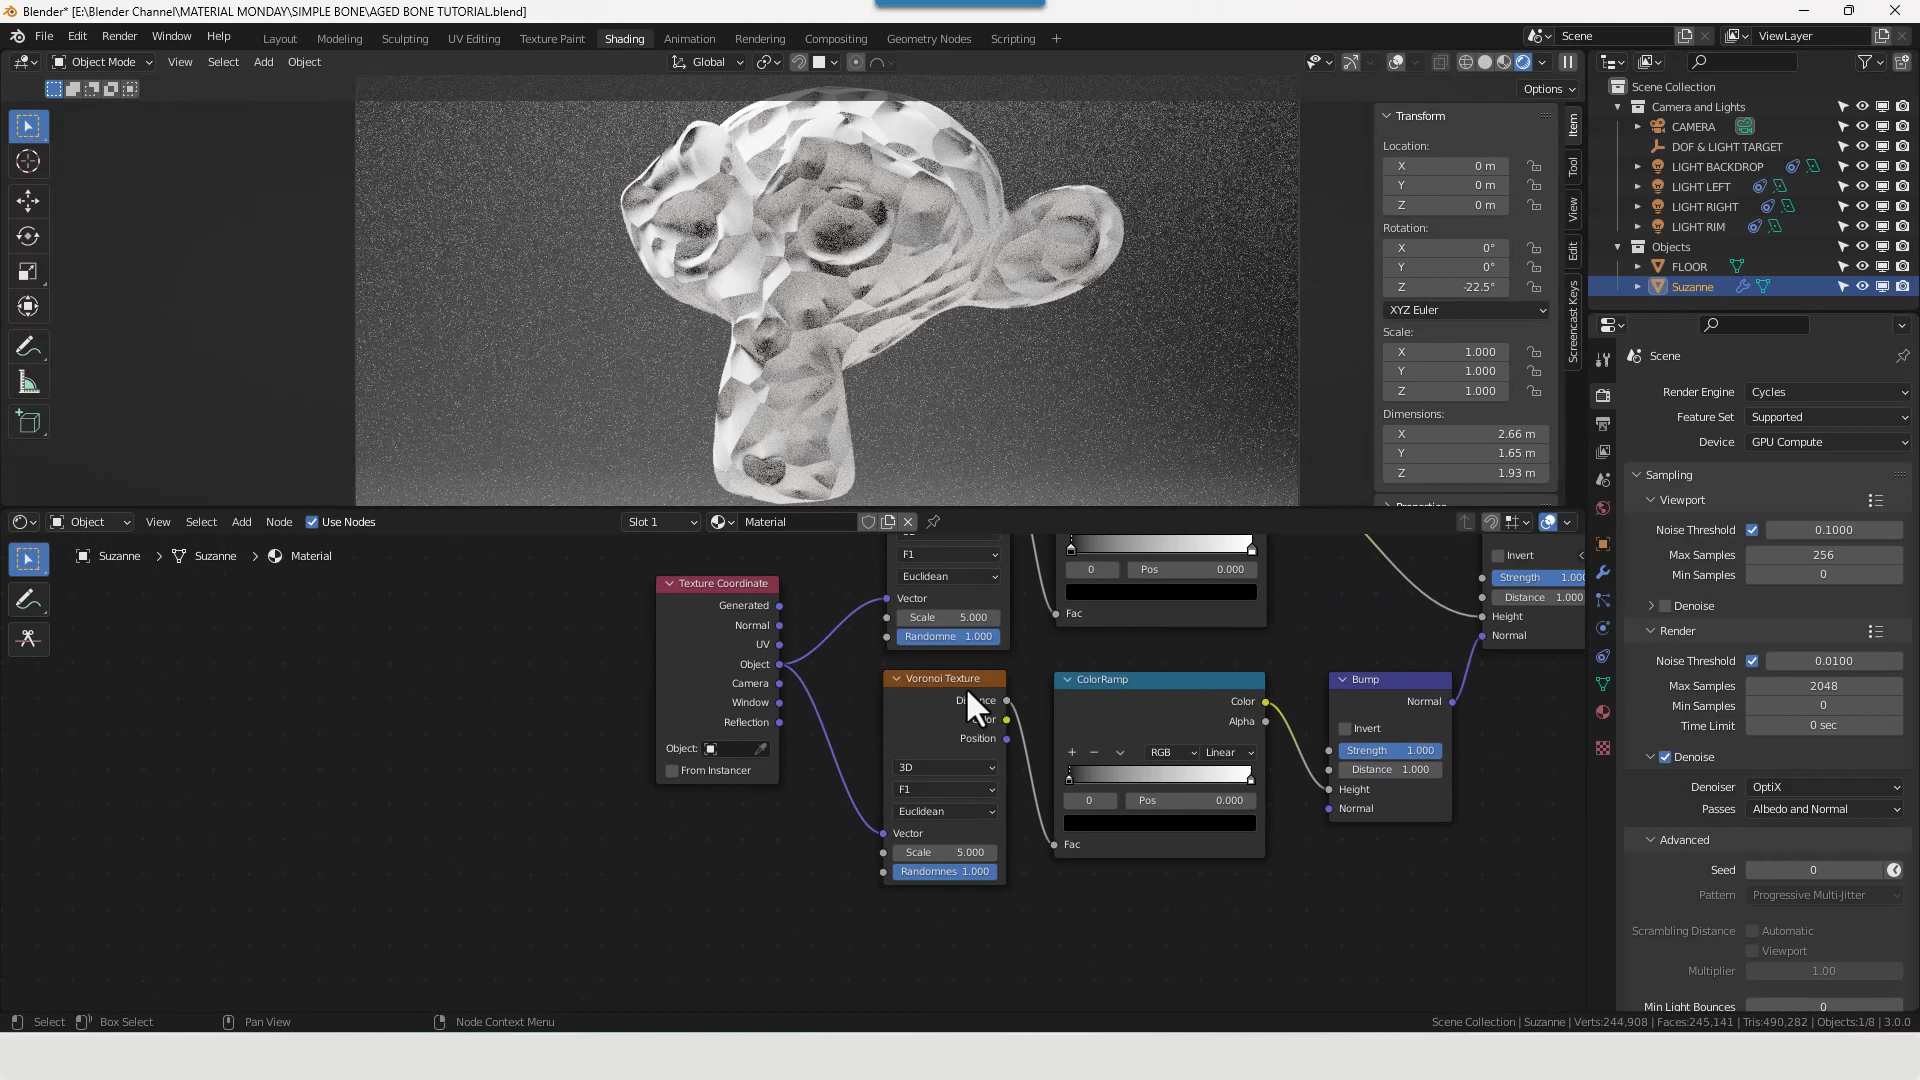 Blender* [E:\Blender Channel\MATERIAL MONDAY\SIMPLE BONE\AGED BONE TUTORIAL.blend]
File Edit Render Window Help Layout Modeling Sculpting UV Editing Texture Paint Shading Animation Rendering Compositing Geometry Nodes Scripting + Scene ViewLayer
Object Mode View Select Add Object Global
Options
Transform
Location:
X 0 m
Y 0 m
Z 0 m
Rotation:
X 0°
Y 0°
Z -22.5°
XYZ Euler
Scale:
X 1.000
Y 1.000
Z 1.000
Dimensions:
X 2.66 m
Y 1.65 m
Z 1.93 m
Item
Tool
View
Edit
Screencast Keys
Scene Collection
Camera and Lights
CAMERA
DOF & LIGHT TARGET
LIGHT BACKDROP
LIGHT LEFT
LIGHT RIGHT
LIGHT RIM
Objects
FLOOR
Suzanne
Scene
Render Engine Cycles
Feature Set Supported
Device GPU Compute
Sampling
Viewport
Noise Threshold 0.1000
Max Samples 256
Min Samples 0
Denoise
Render
Noise Threshold 0.0100
Max Samples 2048
Min Samples 0
Time Limit 0 sec
Denoise
Denoiser OptiX
Passes Albedo and Normal
Advanced
Seed 0
Pattern Progressive Multi-Jitter
Scrambling Distance Automatic
Viewport
Multiplier 1.00
Min Light Bounces 0
Object View Select Add Node Use Nodes Slot 1 Material
Suzanne > Suzanne > Material
Texture Coordinate
Generated
Normal
UV
Object
Camera
Window
Reflection
Object:
From Instancer
F1
Euclidean
Vector
Scale 5.000
Randomne 1.000
0 Pos 0.000
Fac
Invert
Strength 1.000
Distance 1.000
Height
Normal
Voronoi Texture
Position
3D
F1
Euclidean
Vector
Scale 5.000
Randomnes 1.000
ColorRamp
Color
Alpha
+ − RGB Linear
0 Pos 0.000
Fac
Bump
Normal
Invert
Strength 1.000
Distance 1.000
Height
Normal
Select Box Select Pan View Node Context Menu Scene Collection | Suzanne | Verts:244,908 | Faces:245,141 | Tris:490,282 | Objects:1/8 | 3.0.0